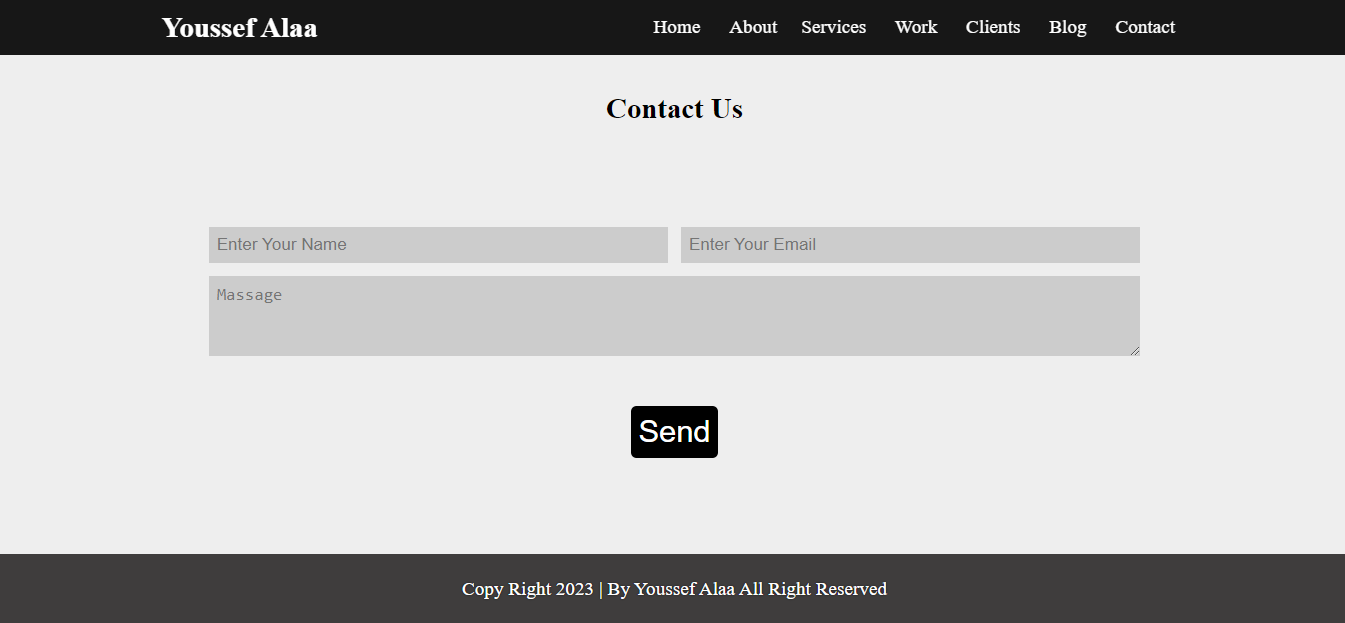 Youssef Alaa Home About Services Work Clients Blog Contact
Contact Us
Enter Your Name Enter Your Email
Massage
Send
Copy Right 2023 | By Youssef Alaa All Right Reserved